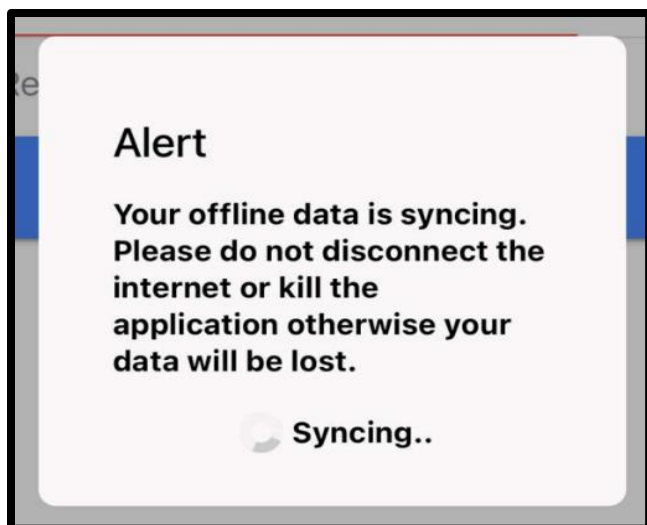 Re
Alert
Your offline data is syncing.
Please do not disconnect the
internet or kill the
application otherwise your
data will be lost.
Syncing..